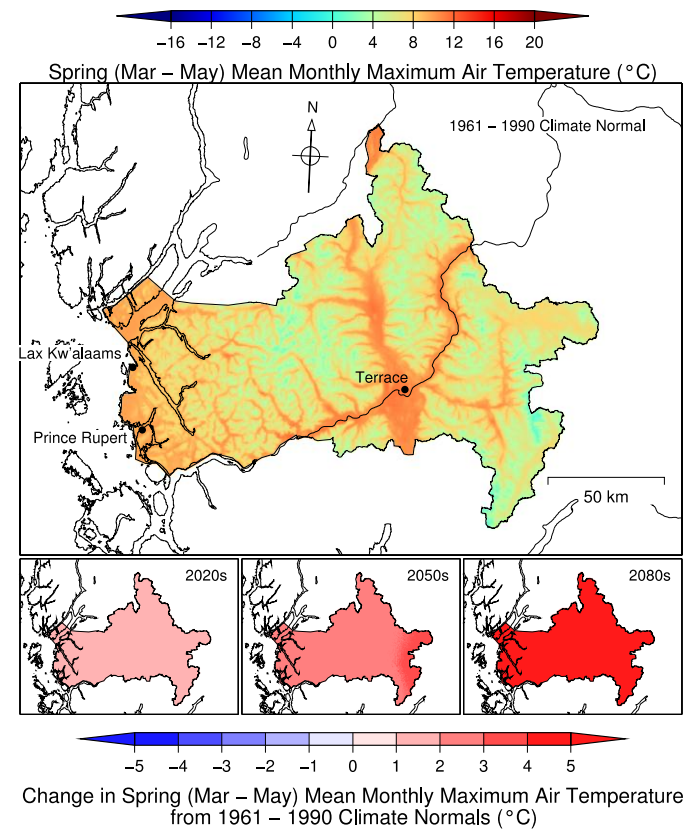 −16 −12 −8 −4 0 4 8 12 16 20
Spring (Mar − May) Mean Monthly Maximum Air Temperature (°C)
N
1961 − 1990 Climate Normal
Lax Kw'alaams
Terrace
Prince Rupert
50 km
2020s 2050s 2080s
−5 −4 −3 −2 −1 0 1 2 3 4 5
Change in Spring (Mar − May) Mean Monthly Maximum Air Temperature
from 1961 − 1990 Climate Normals (°C)